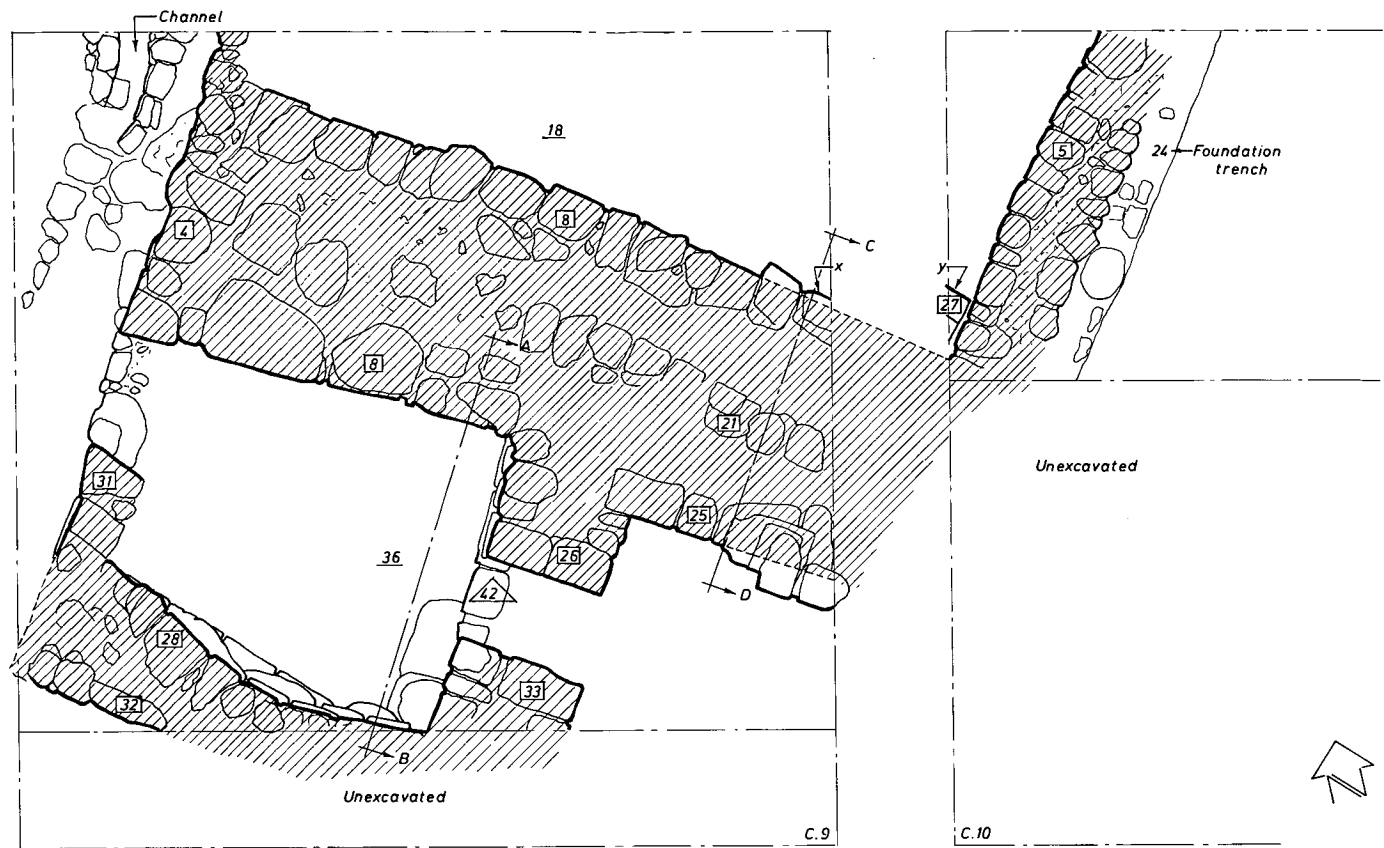 Channel
18
5
24 Foundation
trench
8
4
C
x
y
27
A
8
21
Unexcavated
31
25
36
26
42
D
28
33
32
B
Unexcavated
C.9
C.10